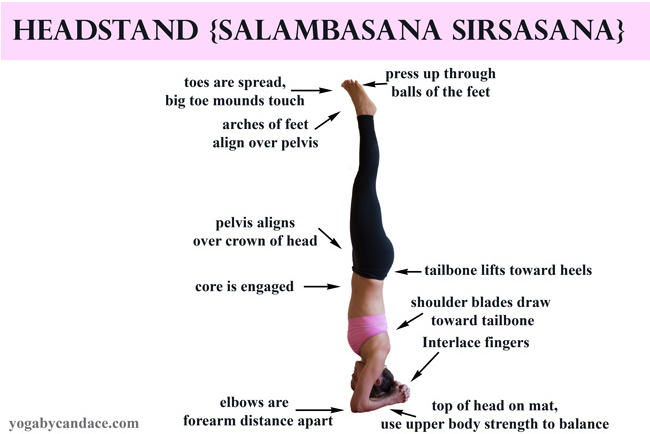 HEADSTAND {SALAMBASANA SIRSASANA}
press up through
balls of the feet
toes are spread,
big toe mounds touch
arches of feet
align over pelvis
pelvis aligns
over crown of head
tailbone lifts toward heels
core is engaged
shoulder blades draw
toward tailbone
Interlace fingers
elbows are
forearm distance apart
top of head on mat,
use upper body strength to balance
yogabycandace.com